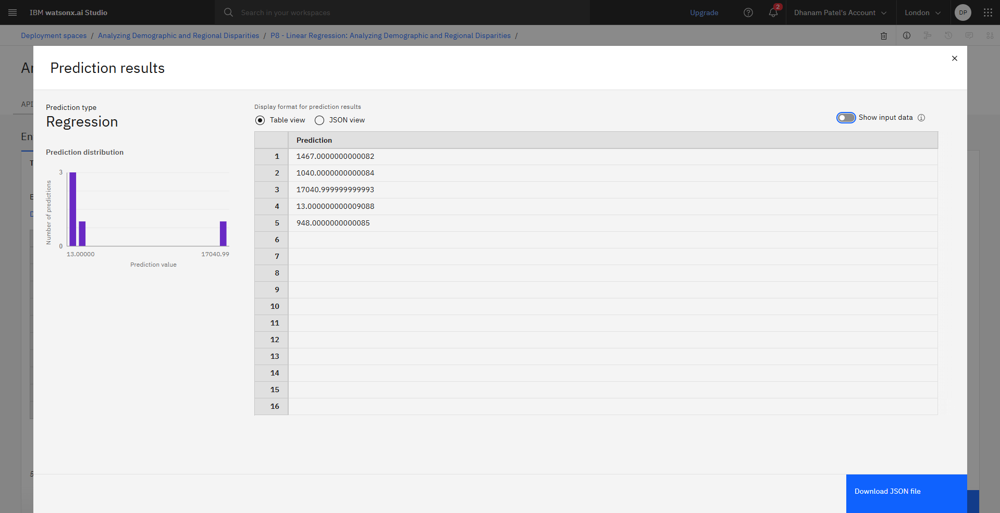 IBM watsonx.ai Studio
Search in your workspaces
Upgrade
2
Dhanam Patel's Account
London
DP
Deployment spaces / Analyzing Demographic and Regional Disparities / P8 - Linear Regression: Analyzing Demographic and Regional Disparities /
Prediction results
API
En
Prediction type
Regression
Prediction distribution
Number of predictions
3
0
13.00000
17040.99
Prediction value
Display format for prediction results
Table view
JSON view
Show input data
Prediction
1 1467.0000000000082
2 1040.0000000000084
3 17040.999999999993
4 13.000000000009088
5 948.0000000000085
6
7
8
9
10
11
12
13
14
15
16
Download JSON file